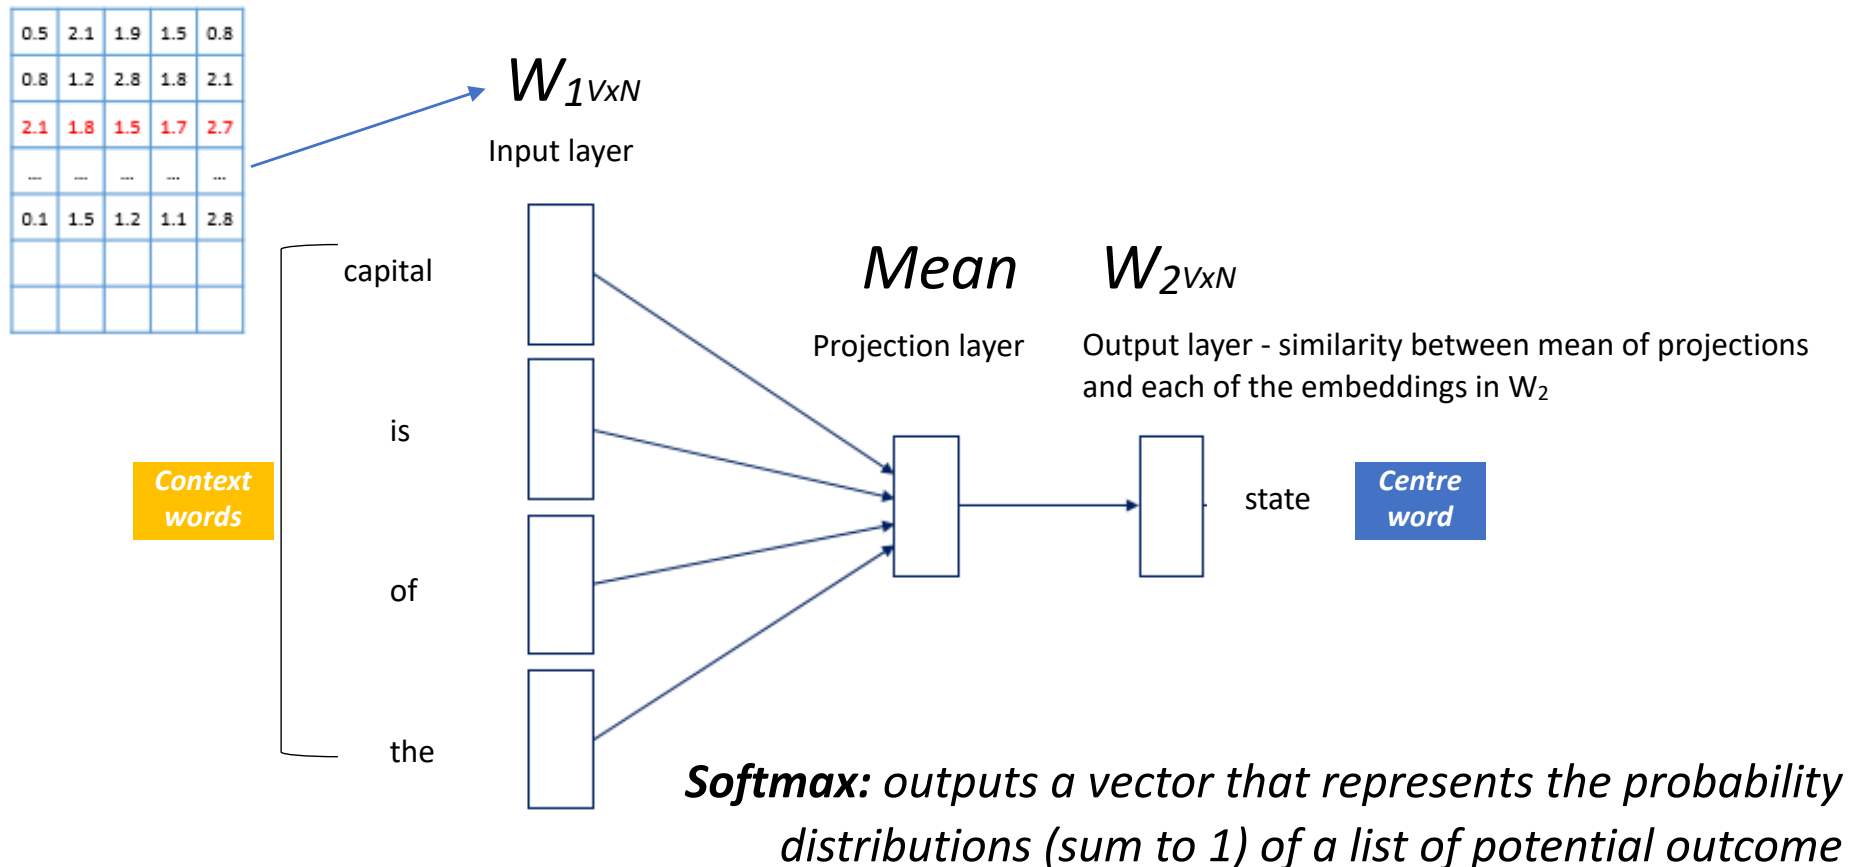 0.5 2.1 1.9 1.5 0.8
0.8 1.2 2.8 1.8 2.1
2.1 1.8 1.5 1.7 2.7
... ... ... ... ...
0.1 1.5 1.2 1.1 2.8
W1VxN
Input layer
capital
is
of
the
Context
words
Mean
Projection layer
W2VxN
Output layer - similarity between mean of projections
and each of the embeddings in W2
state
Centre
word
Softmax: outputs a vector that represents the probability
distributions (sum to 1) of a list of potential outcome